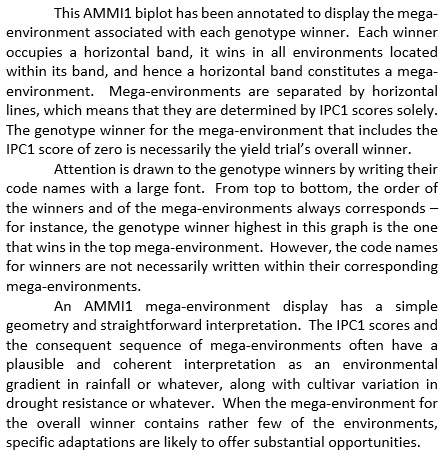 This AMMI1 biplot has been annotated to display the mega-
environment associated with each genotype winner.  Each winner
occupies a horizontal band, it wins in all environments located
within its band, and hence a horizontal band constitutes a mega-
environment.  Mega-environments are separated by horizontal
lines, which means that they are determined by IPC1 scores solely.
The genotype winner for the mega-environment that includes the
IPC1 score of zero is necessarily the yield trial’s overall winner.
Attention is drawn to the genotype winners by writing their
code names with a large font.  From top to bottom, the order of
the winners and of the mega-environments always corresponds –
for instance, the genotype winner highest in this graph is the one
that wins in the top mega-environment.  However, the code names
for winners are not necessarily written within their corresponding
mega-environments.
An AMMI1 mega-environment display has a simple
geometry and straightforward interpretation.  The IPC1 scores and
the consequent sequence of mega-environments often have a
plausible and coherent interpretation as an environmental
gradient in rainfall or whatever, along with cultivar variation in
drought resistance or whatever.  When the mega-environment for
the overall winner contains rather few of the environments,
specific adaptations are likely to offer substantial opportunities.